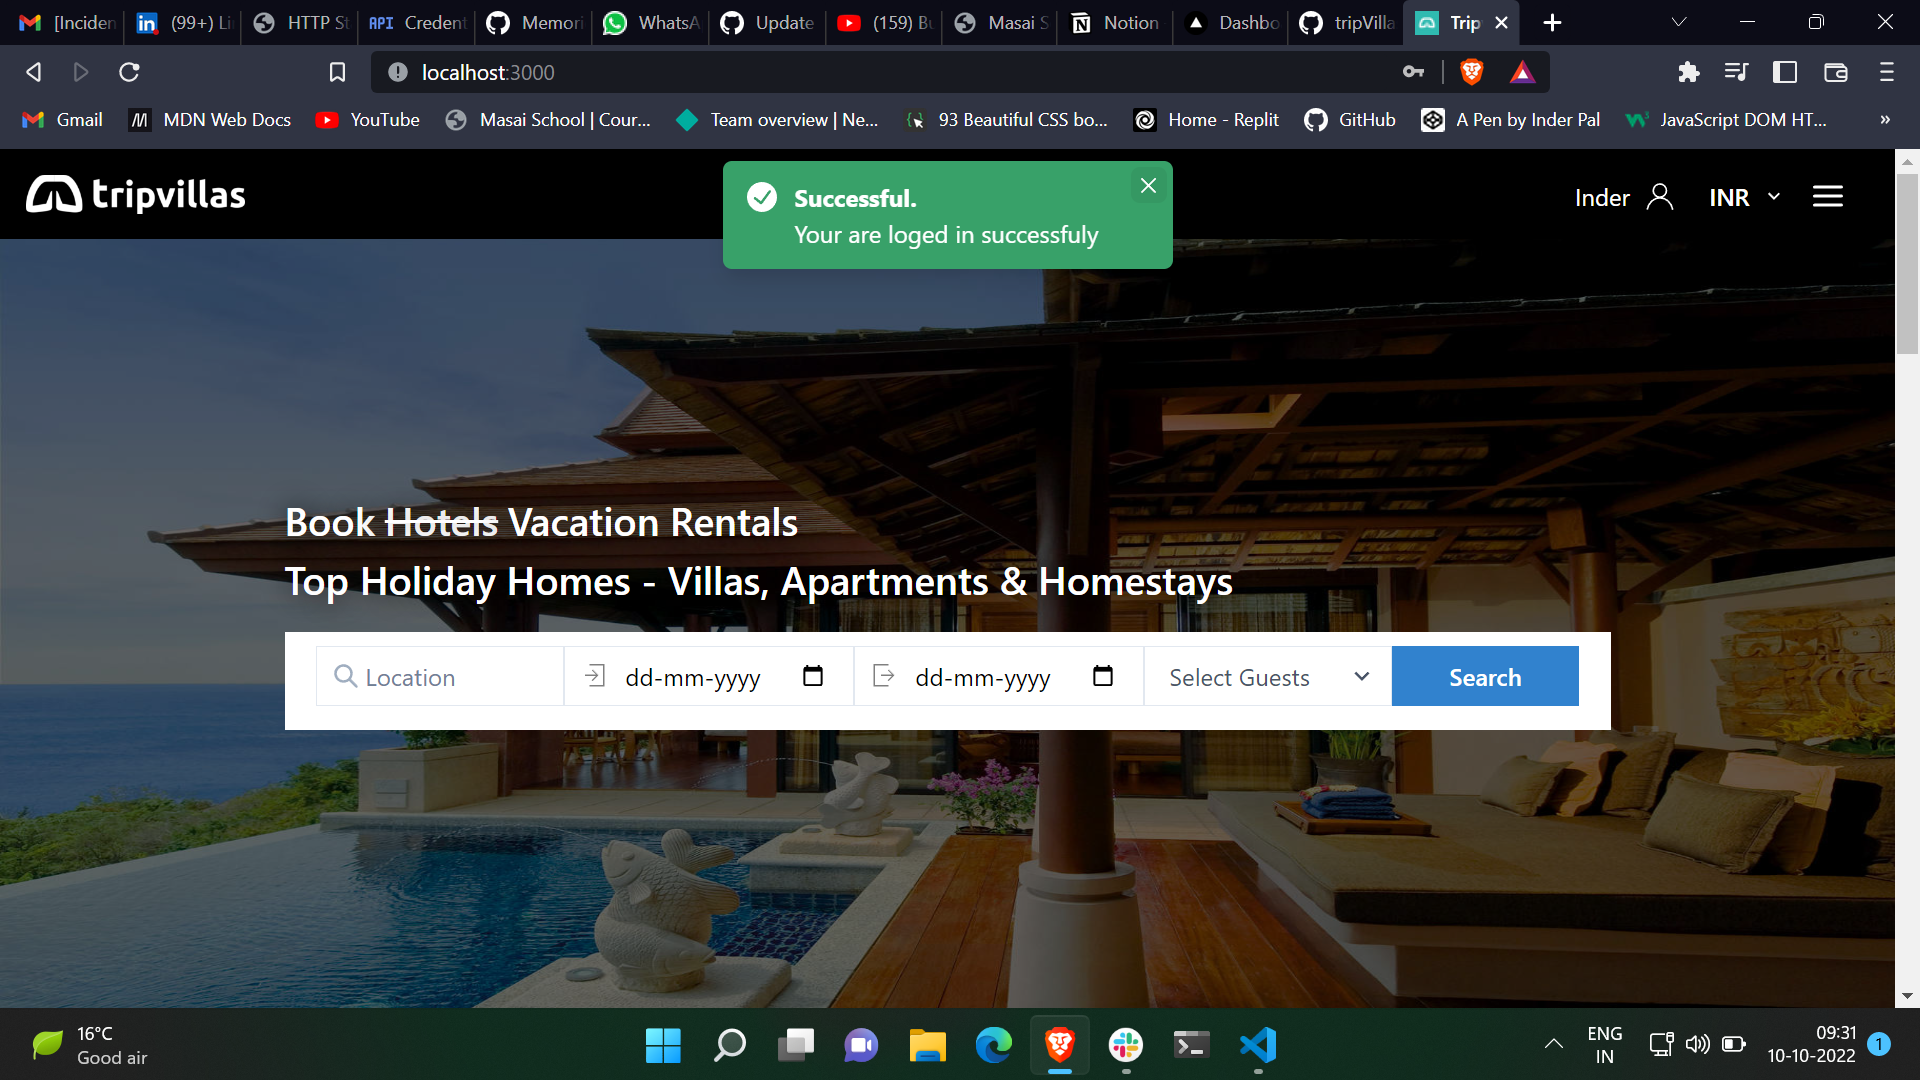 [Inciden
(99+) Li
HTTP St
API Credent
Memori
WhatsA
Update
(159) Bu
Masai S
Notion
Dashbo
tripVilla
Trip
localhost:3000
Gmail
MDN Web Docs
YouTube
Masai School | Cour...
Team overview | Ne...
93 Beautiful CSS bo...
Home - Replit
GitHub
A Pen by Inder Pal
JavaScript DOM HT...
»
tripvillas
Successful.
Your are loged in successfuly
Inder
INR
Book Hotels Vacation Rentals
Top Holiday Homes - Villas, Apartments & Homestays
Location
dd-mm-yyyy
dd-mm-yyyy
Select Guests
Search
16°C
Good air
ENG
IN
09:31
10-10-2022
1